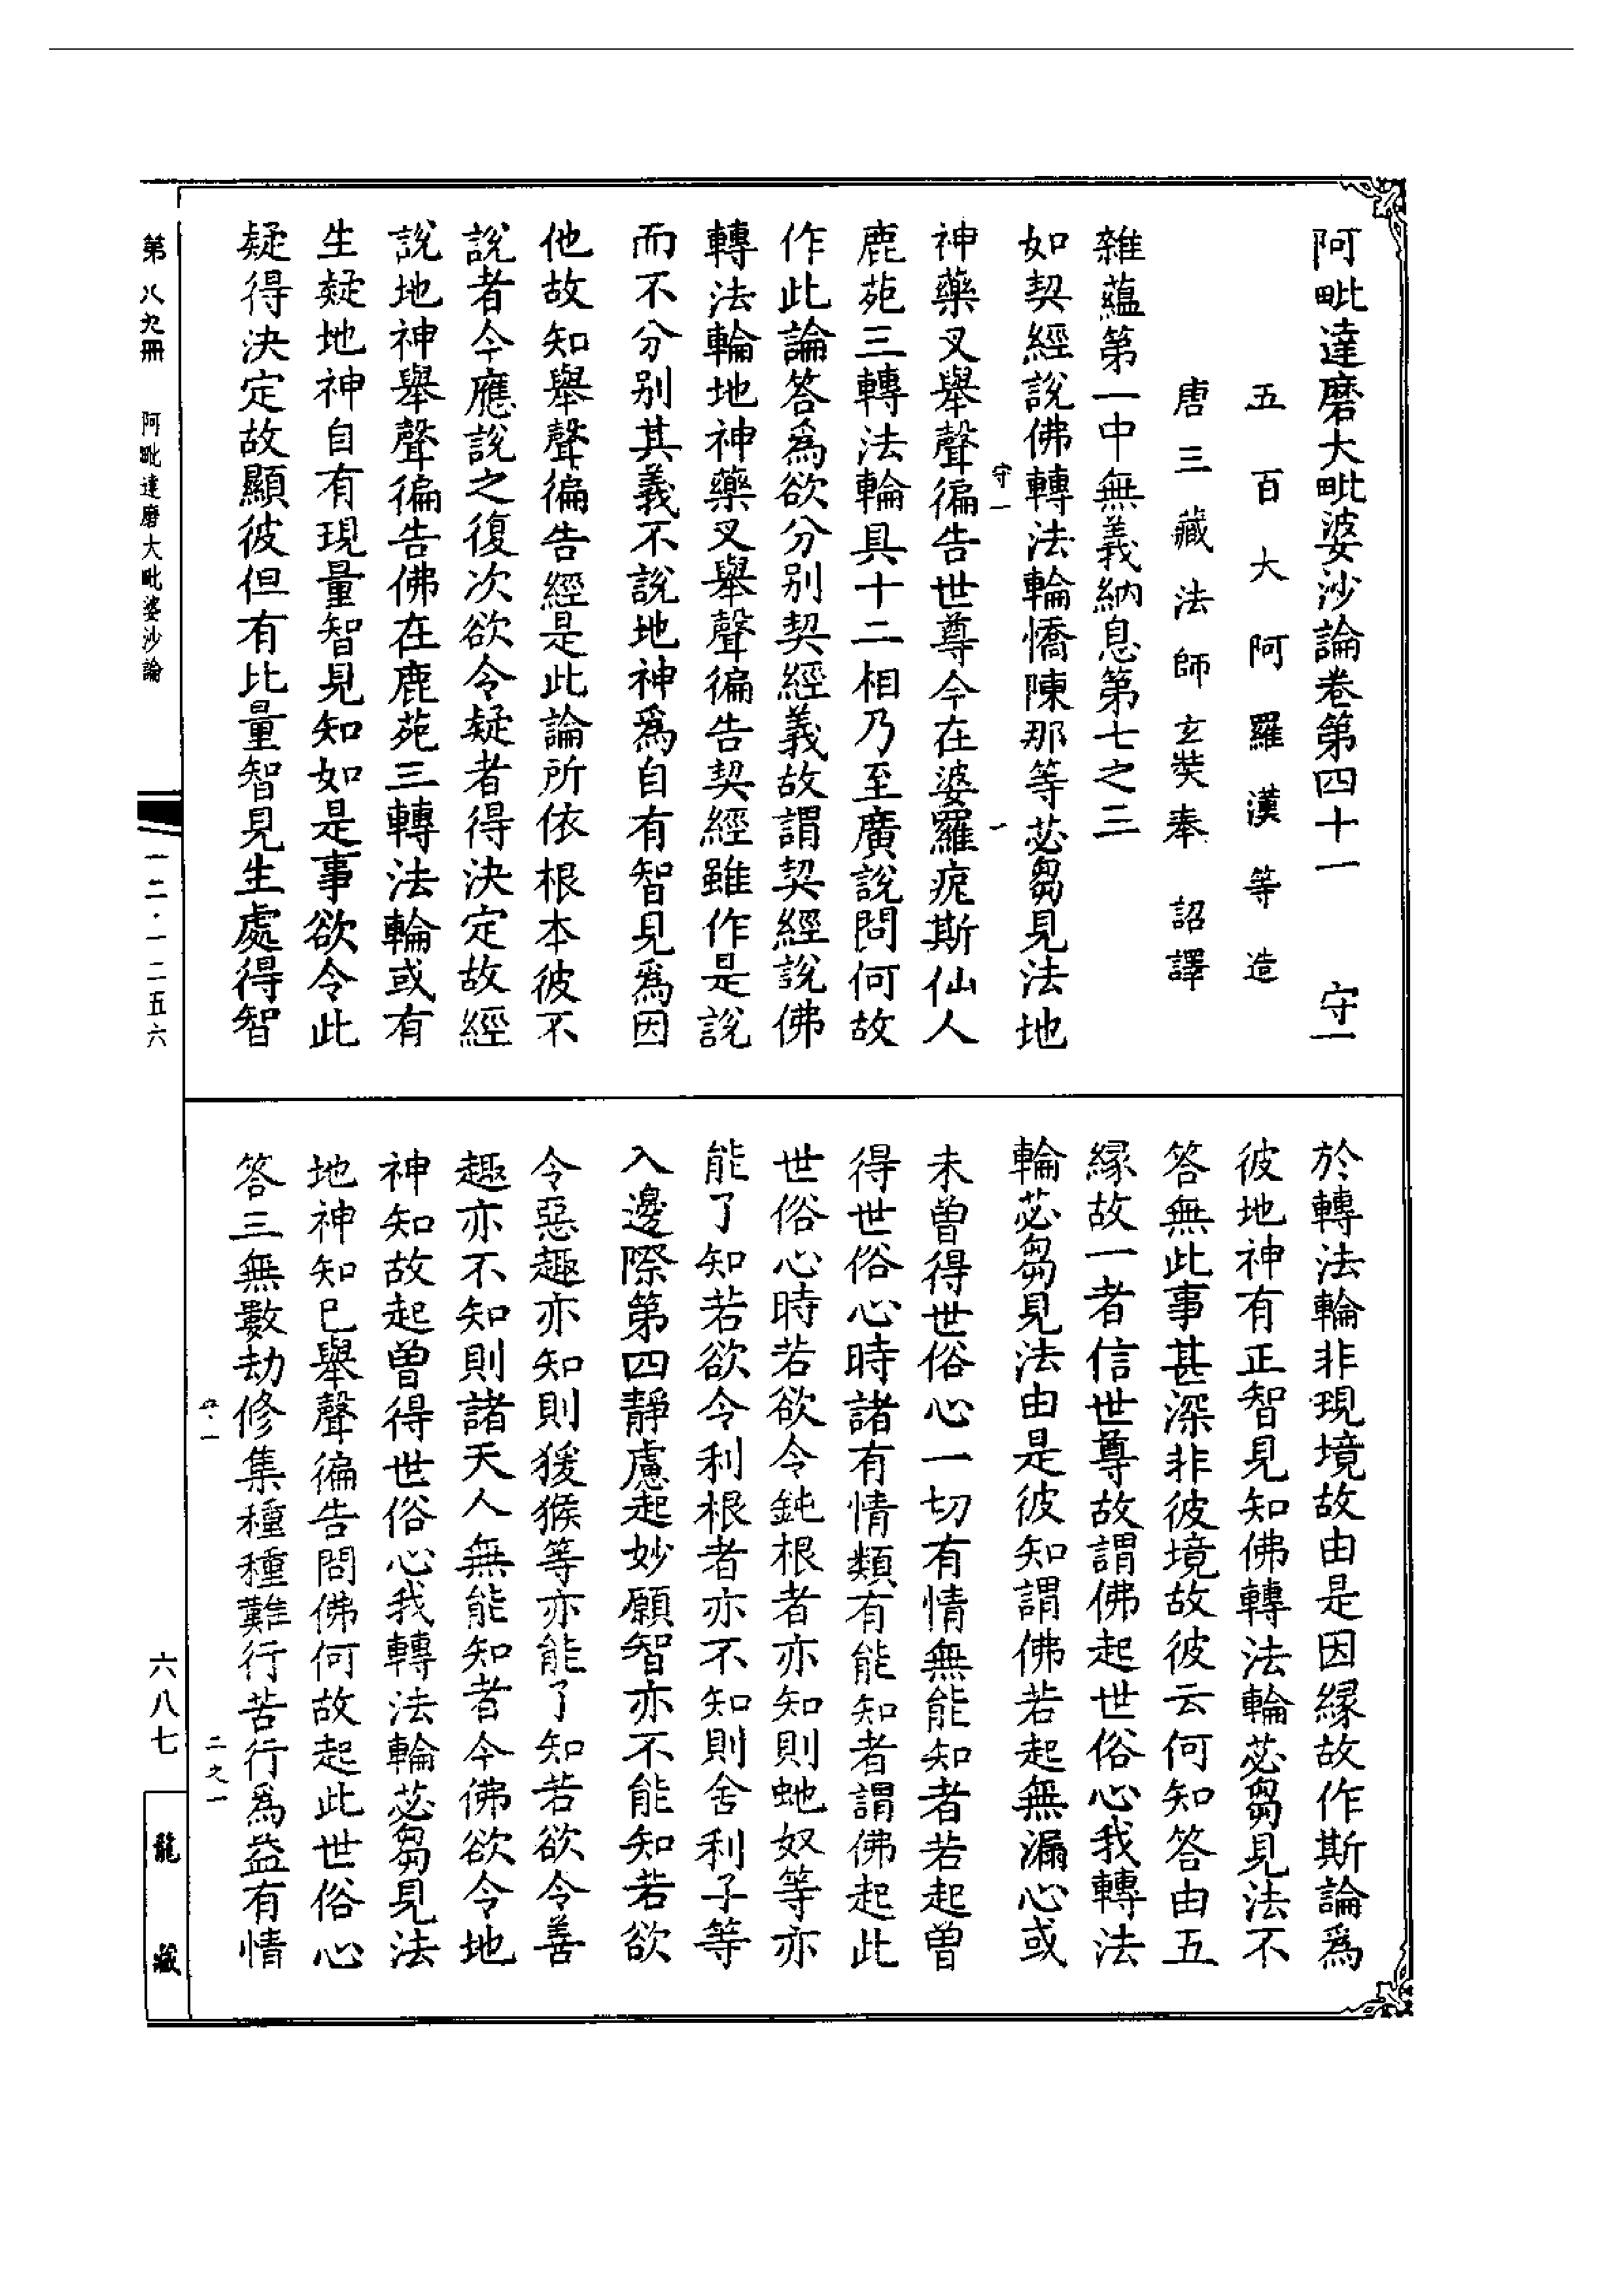 阿毗達磨大毗婆沙論卷第四十一　守一
五百大阿羅漢等造
唐三藏法師玄奘奉　詔譯
雜蘊第一中無義納息第七之三
如契經說佛轉法輪憍陳那等苾芻見法地
守一　一
神藥叉舉聲徧告世尊今在婆羅痆斯仙人
鹿苑三轉法輪具十二相乃至廣說問何故
作此論答爲欲分別契經義故謂契經說佛
轉法輪地神藥叉舉聲徧告契經雖作是說
而不分別其義不說地神爲自有智見爲因
他故知舉聲徧告經是此論所依根本彼不
說者今應說之復次欲令疑者得決定故經
說地神舉聲徧告佛在鹿苑三轉法輪或有
生疑地神自有現量智見知如是事欲令此
疑得決定故顯彼但有比量智見生處得智
於轉法輪非現境故由是因緣故作斯論爲
彼地神有正智見知佛轉法輪苾芻見法不
答無此事甚深非彼境故彼云何知答由五
緣故一者信世尊故謂佛起世俗心我轉法
輪苾芻見法由是彼知謂佛若起無漏心或
未曾得世俗心一切有情無能知者若起曾
得世俗心時諸有情類有能知者謂佛起此
世俗心時若欲令鈍根者亦知則虵奴等亦
能了知若欲令利根者亦不知則舍利子等
入邊際第四靜慮起妙願智亦不能知若欲
令惡趣亦知則猨猴等亦能了知若欲令善
趣亦不知則諸天人無能知者今佛欲令地
神知故起曾得世俗心我轉法輪苾芻見法
地神知已舉聲徧告問佛何故起此世俗心
答三無數劫修集種種難行苦行爲益有情
二之一
第八九冊　阿毗達磨大毗婆沙論
一二·一二五六
六八七
龍藏